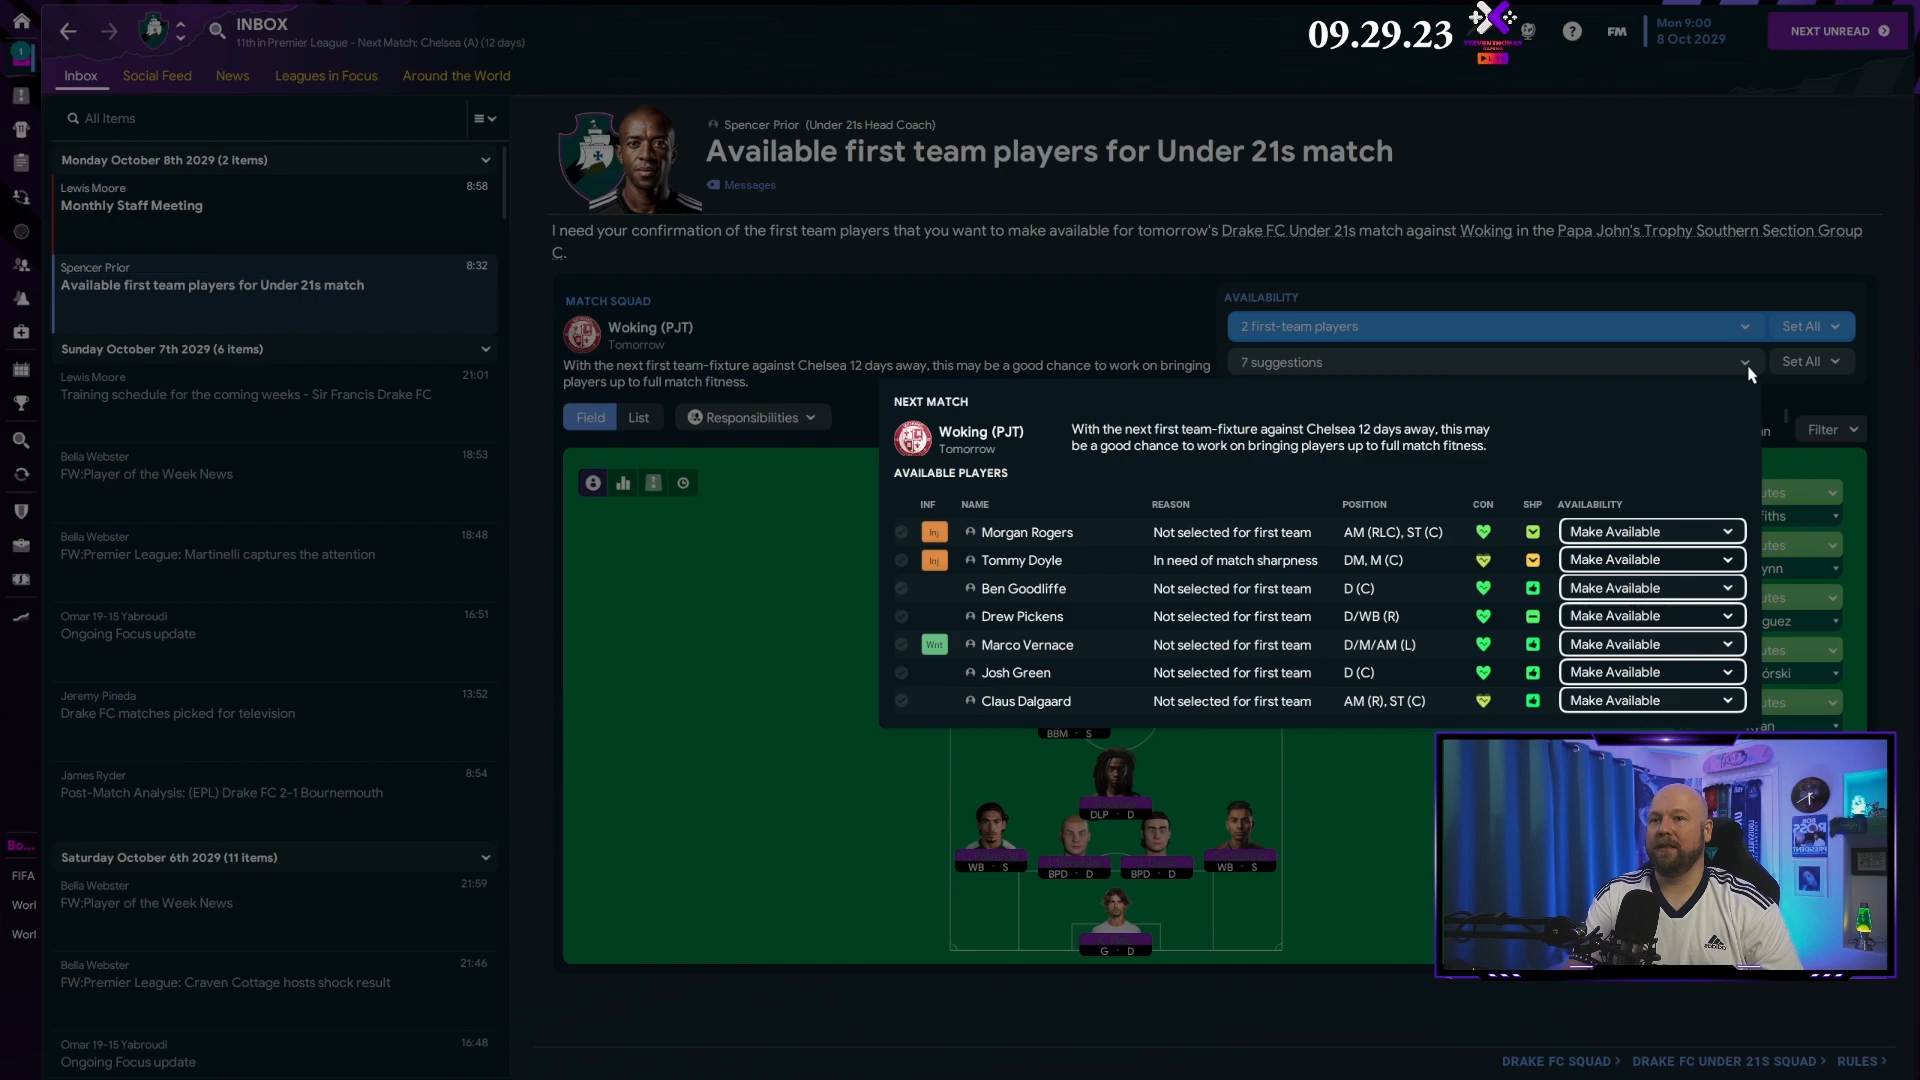 INBOX
11th in Premier League - Next Match: Chelsea (A) (12 days)
09.29.23
FM
Mon 9:00
8 Oct 2029
NEXT UNREAD
1
Inbox
Social Feed
News
Leagues in Focus
Around the World
All Items
Monday October 8th 2029 (2 items)
Lewis Moore
8:58
Monthly Staff Meeting
Spencer Prior
8:32
Available first team players for Under 21s match
Sunday October 7th 2029 (6 items)
Lewis Moore
21:01
Training schedule for the coming weeks - Sir Francis Drake FC
Bella Webster
18:53
FW:Player of the Week News
Bella Webster
18:48
FW:Premier League: Martinelli captures the attention
Omar 19-15 Yabroudi
16:51
Ongoing Focus update
Jeremy Pineda
13:52
Drake FC matches picked for television
James Ryder
8:54
Post-Match Analysis: (EPL) Drake FC 2-1 Bournemouth
Saturday October 6th 2029 (11 items)
Bella Webster
21:59
FW:Player of the Week News
Bella Webster
21:46
FW:Premier League: Craven Cottage hosts shock result
Omar 19-15 Yabroudi
16:48
Ongoing Focus update
Bo...
FIFA
Worl
Worl
Spencer Prior (Under 21s Head Coach)
Available first team players for Under 21s match
Messages
I need your confirmation of the first team players that you want to make available for tomorrow's Drake FC Under 21s match against Woking in the Papa John's Trophy Southern Section Group
C.
MATCH SQUAD
Woking (PJT)
Tomorrow
With the next first team-fixture against Chelsea 12 days away, this may be a good chance to work on bringing
players up to full match fitness.
AVAILABILITY
2 first-team players
Set All
7 suggestions
Set All
Field
List
Responsibilities
Filter
NEXT MATCH
Woking (PJT)
Tomorrow
With the next first team-fixture against Chelsea 12 days away, this may
be a good chance to work on bringing players up to full match fitness.
AVAILABLE PLAYERS
INF NAME REASON POSITION CON SHP AVAILABILITY
Inj Morgan Rogers Not selected for first team AM (RLC), ST (C) Make Available
Inj Tommy Doyle In need of match sharpness DM, M (C) Make Available
Ben Goodliffe Not selected for first team D (C) Make Available
Drew Pickens Not selected for first team D/WB (R) Make Available
Wnt Marco Vernace Not selected for first team D/M/AM (L) Make Available
Josh Green Not selected for first team D (C) Make Available
Claus Dalgaard Not selected for first team AM (R), ST (C) Make Available
BBM - S
DLP - D
WB - S
BPD - D
BPD - D
WB - S
G - D
BOB
ROSS
PRESIDENT
adidas
DRAKE FC SQUAD
DRAKE FC UNDER 21S SQUAD
RULES